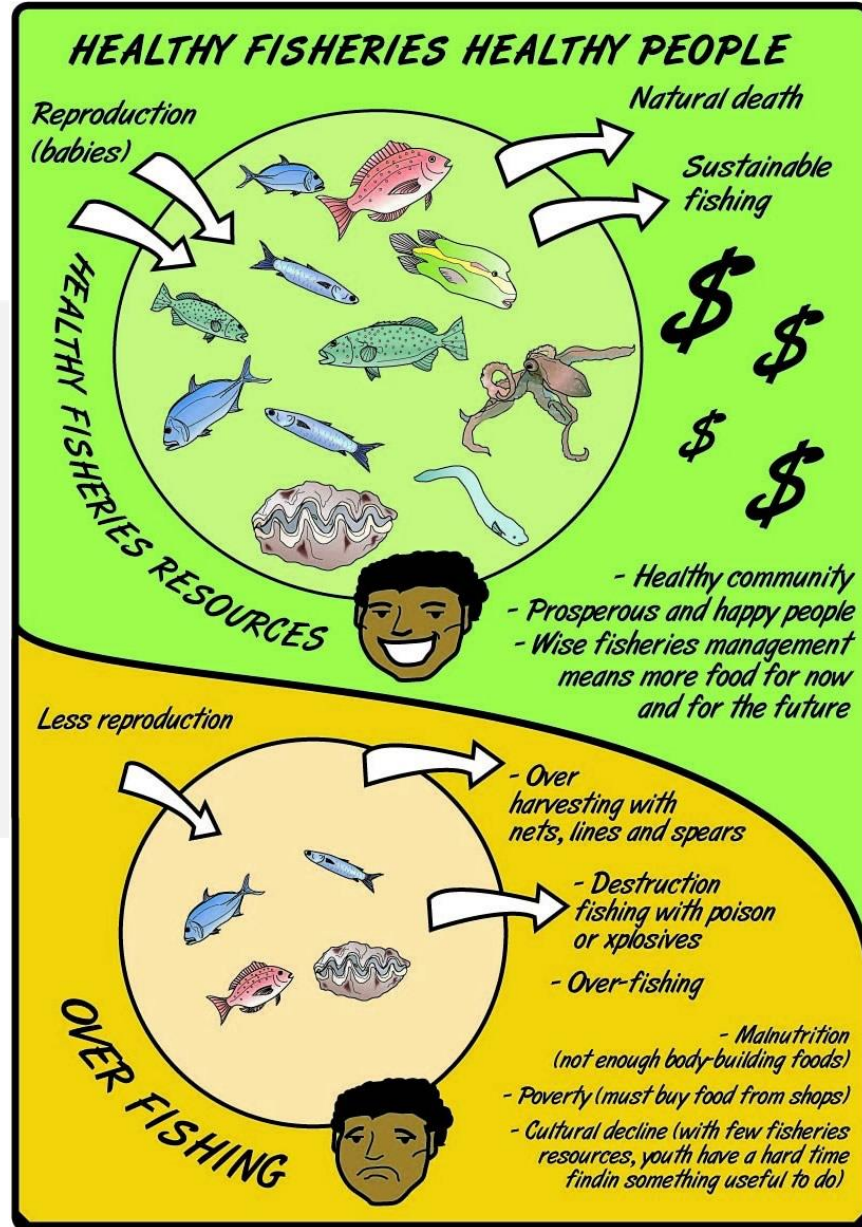 HEALTHY FISHERIES HEALTHY PEOPLE
Reproduction
(babies)
Natural death
Sustainable
fishing
HEALTHY FISHERIES RESOURCES
$
$
$
$
- Healthy community
- Prosperous and happy people
- Wise fisheries management
means more food for now
and for the future
Less reproduction
- Over
harvesting with
nets, lines and spears
- Destruction
fishing with poison
or xplosives
- Over-fishing
OVER FISHING
- Malnutrition
(not enough body-building foods)
- Poverty (must buy food from shops)
- Cultural decline (with few fisheries
resources, youth have a hard time
findin something useful to do)